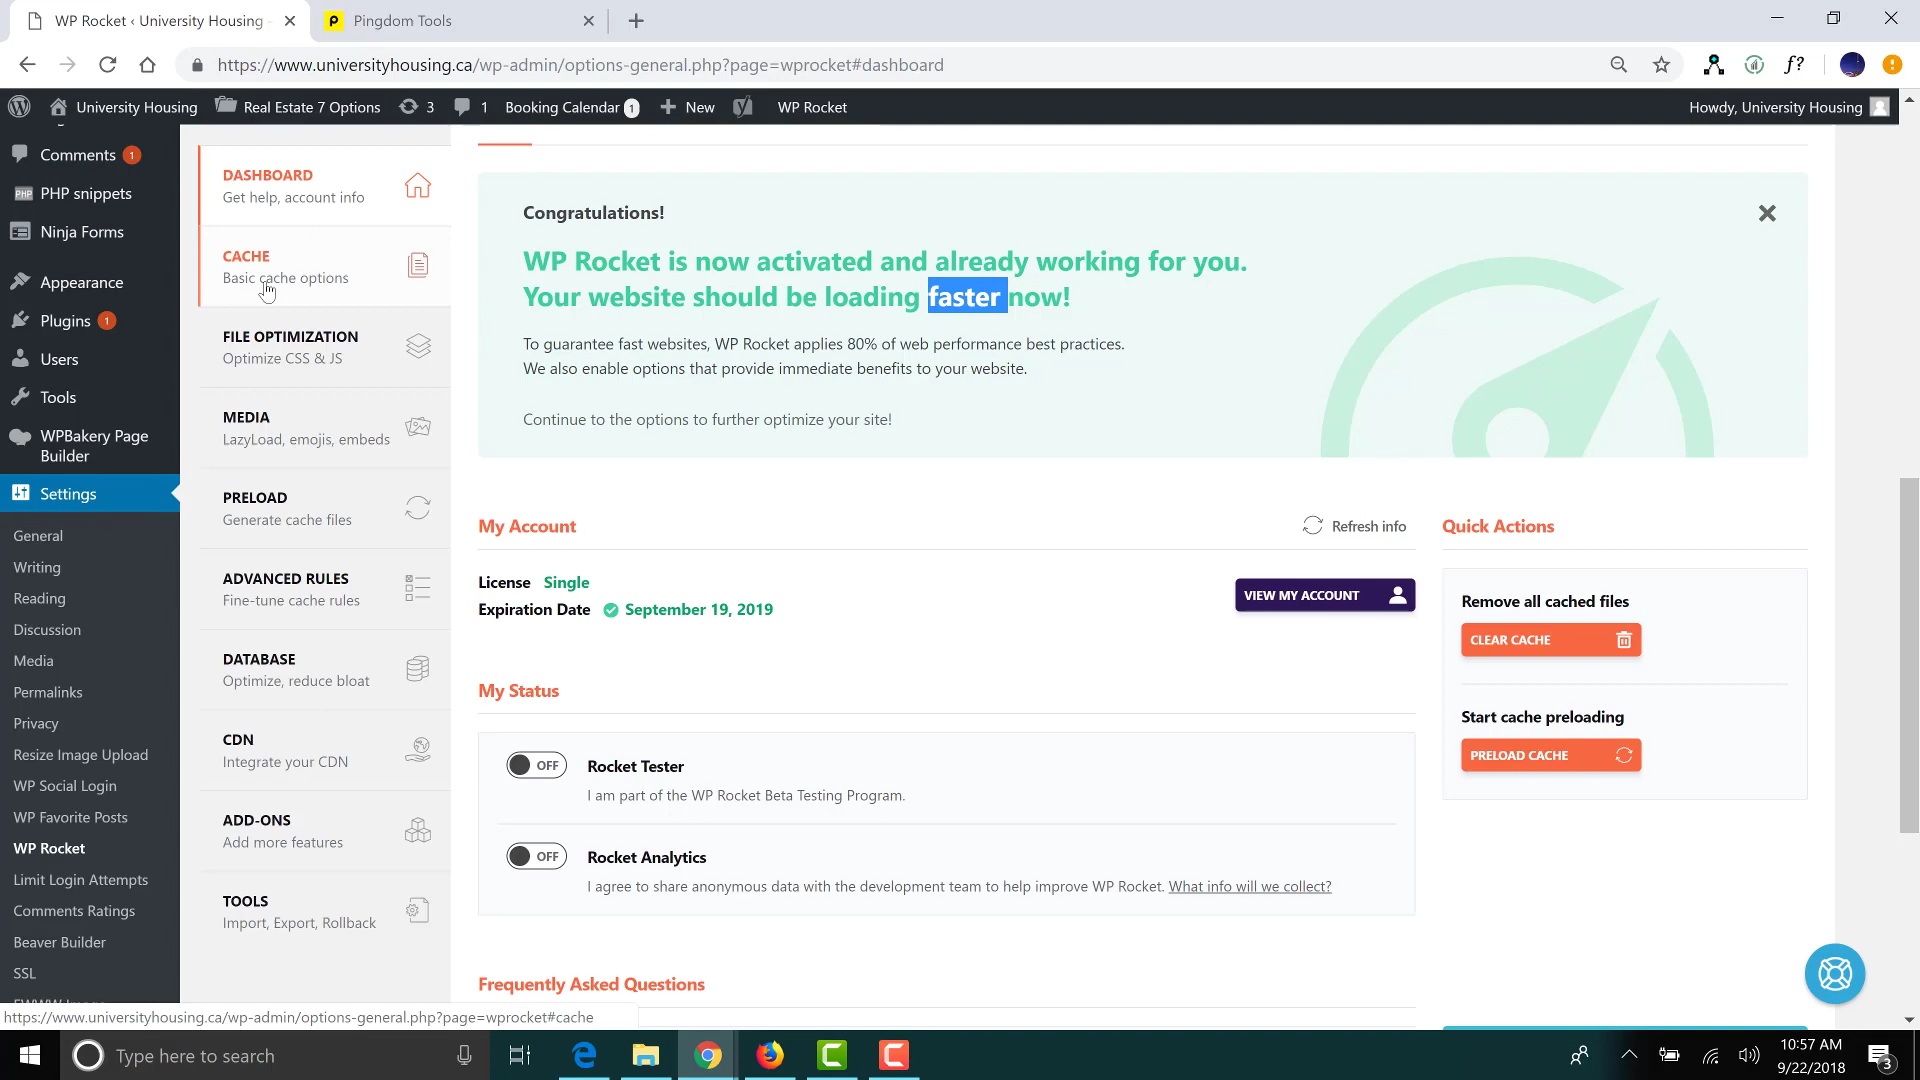 WP Rocket ‹ University Housing -
Pingdom Tools
https://www.universityhousing.ca/wp-admin/options-general.php?page=wprocket#dashboard
f?
University Housing
Real Estate 7 Options
3
1
Booking Calendar 1
New
WP Rocket
Howdy, University Housing
Comments 1
PHP PHP snippets
Ninja Forms
Appearance
Plugins 1
Users
Tools
WPBakery Page
Builder
Settings
General
Writing
Reading
Discussion
Media
Permalinks
Privacy
Resize Image Upload
WP Social Login
WP Favorite Posts
WP Rocket
Limit Login Attempts
Comments Ratings
Beaver Builder
SSL
DASHBOARD
Get help, account info
CACHE
Basic cache options
FILE OPTIMIZATION
Optimize CSS & JS
MEDIA
LazyLoad, emojis, embeds
PRELOAD
Generate cache files
ADVANCED RULES
Fine-tune cache rules
DATABASE
Optimize, reduce bloat
CDN
Integrate your CDN
ADD-ONS
Add more features
TOOLS
Import, Export, Rollback
Congratulations!
WP Rocket is now activated and already working for you.
Your website should be loading faster now!
To guarantee fast websites, WP Rocket applies 80% of web performance best practices.
We also enable options that provide immediate benefits to your website.
Continue to the options to further optimize your site!
My Account
Refresh info
License Single
Expiration Date September 19, 2019
VIEW MY ACCOUNT
My Status
OFF
Rocket Tester
I am part of the WP Rocket Beta Testing Program.
OFF
Rocket Analytics
I agree to share anonymous data with the development team to help improve WP Rocket. What info will we collect?
Frequently Asked Questions
Quick Actions
Remove all cached files
CLEAR CACHE
Start cache preloading
PRELOAD CACHE
https://www.universityhousing.ca/wp-admin/options-general.php?page=wprocket#cache
Type here to search
10:57 AM
9/22/2018
3